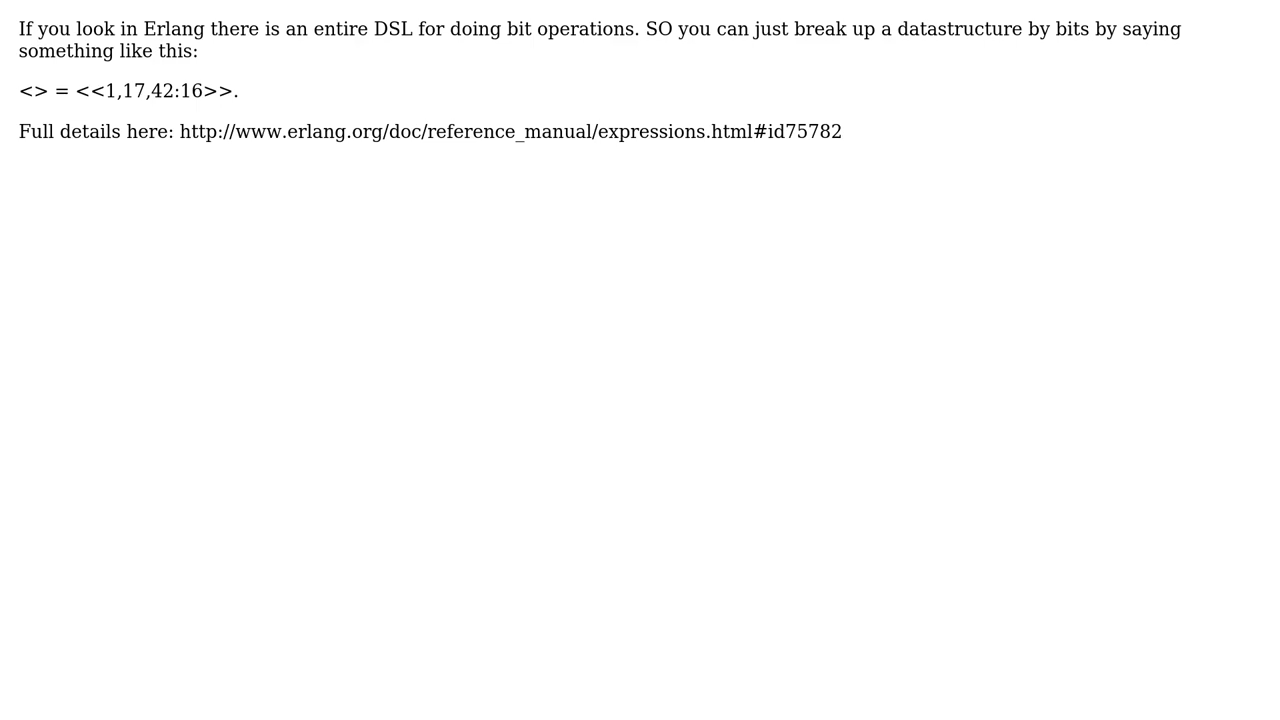 If you look in Erlang there is an entire DSL for doing bit operations. SO you can just break up a datastructure by bits by saying
something like this:
<> = <<1,17,42:16>>.
Full details here: http://www.erlang.org/doc/reference_manual/expressions.html#id75782